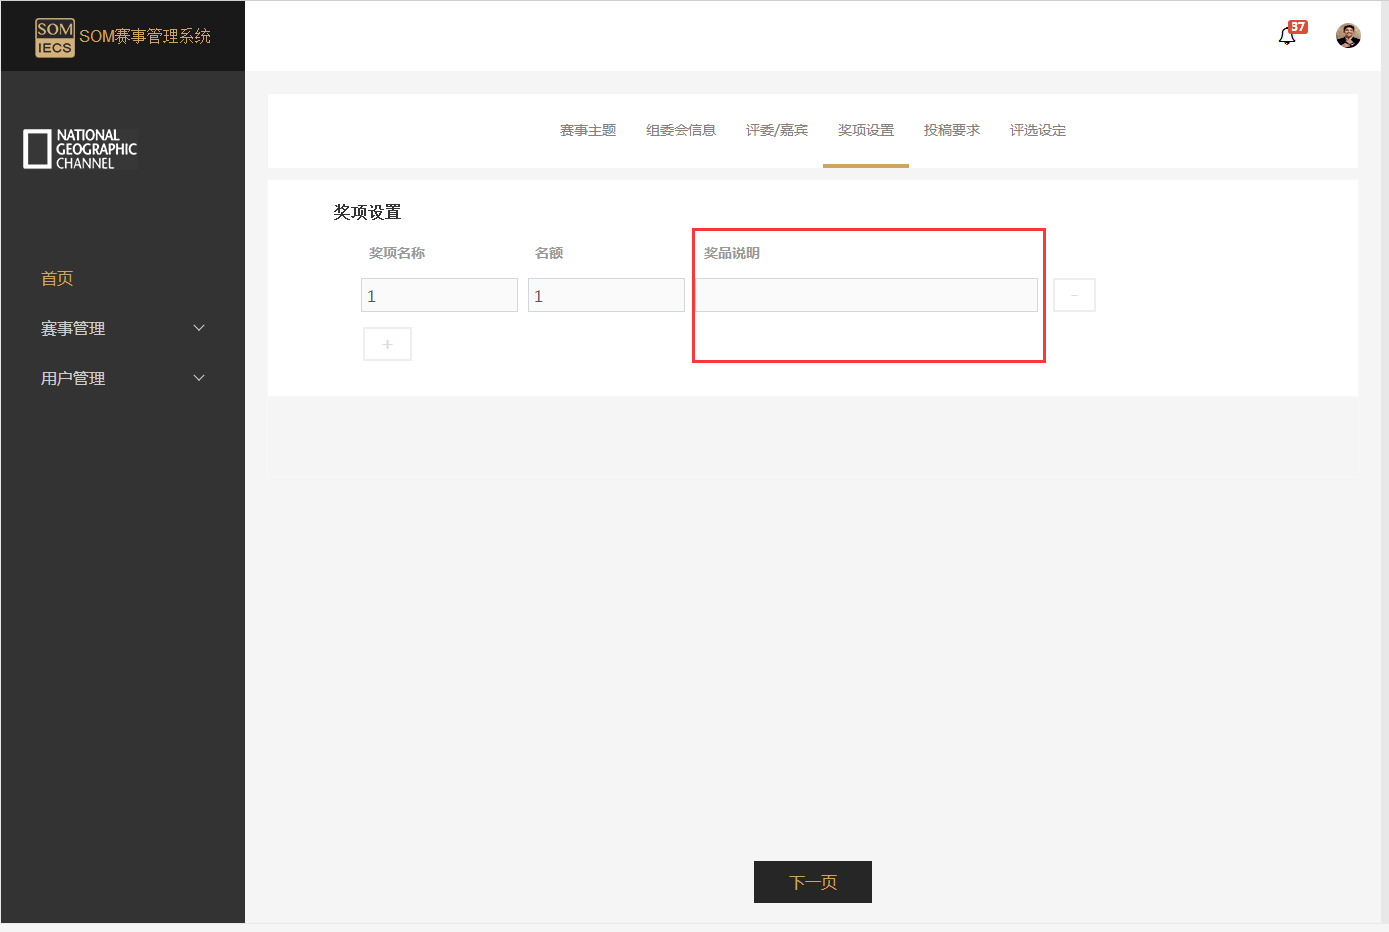 SOM
IECS
SOM赛事管理系统
37
NATIONAL
GEOGRAPHIC
CHANNEL
首页
赛事管理
用户管理
赛事主题 组委会信息 评委/嘉宾 奖项设置 投稿要求 评选设定
奖项设置
奖项名称 名额 奖品说明
1 1 -
+
下一页